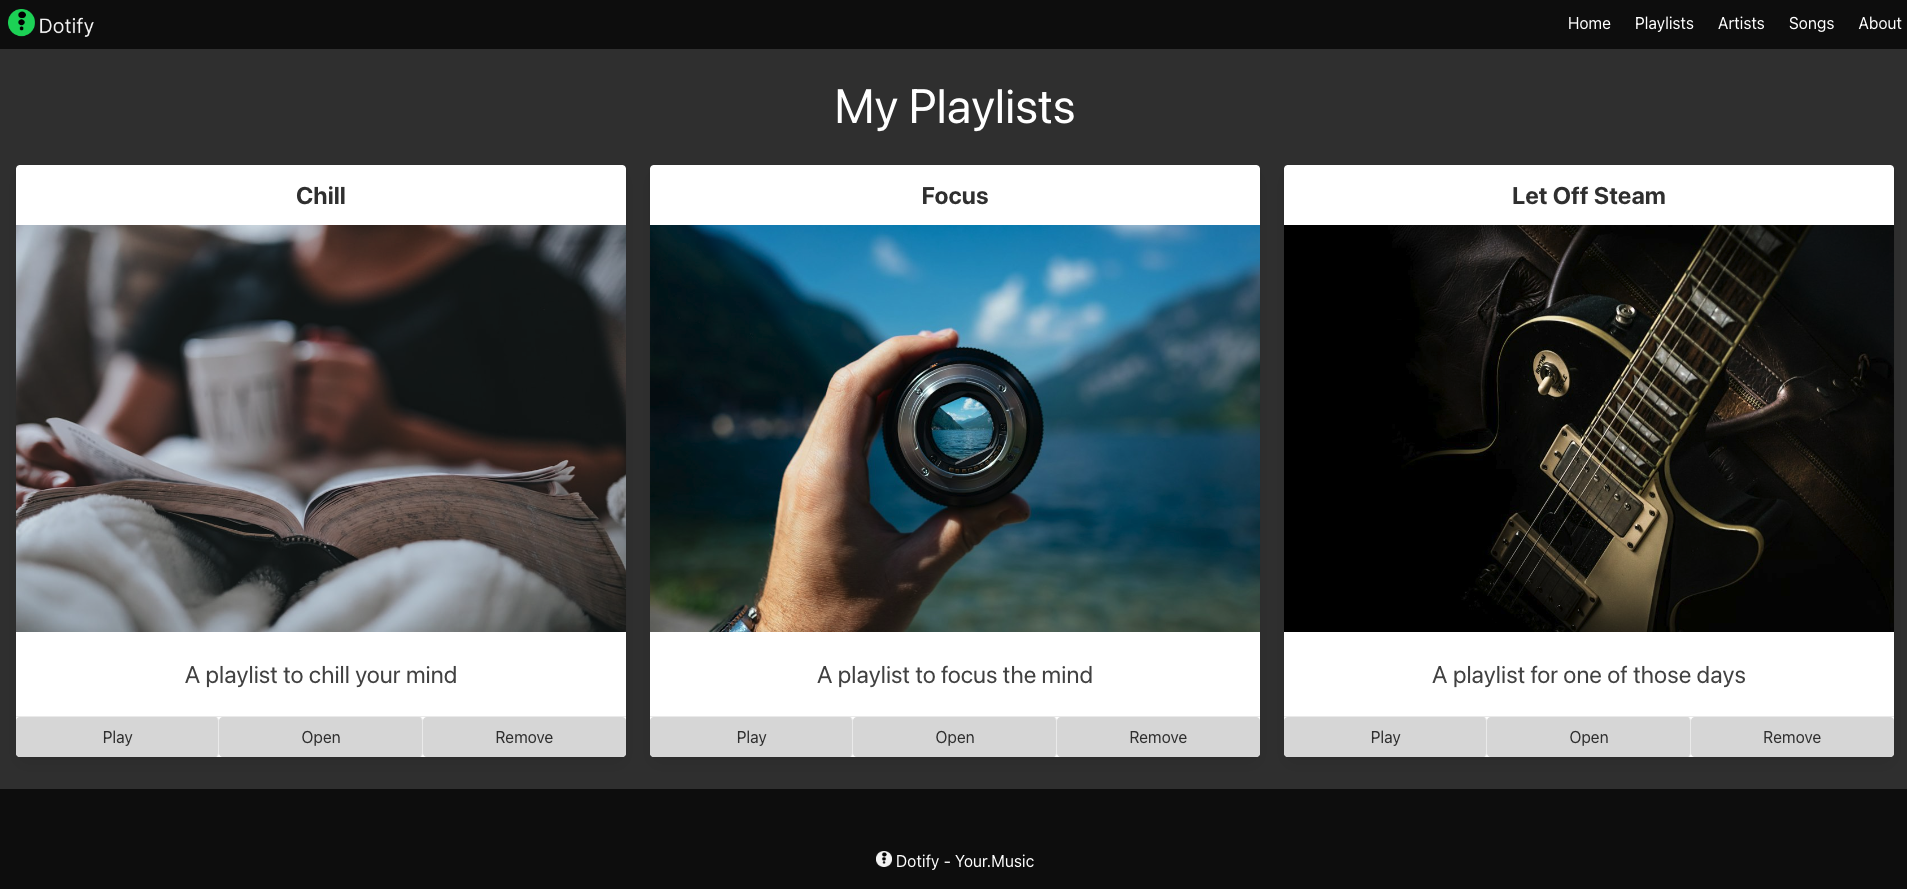 Dotify
Home Playlists Artists Songs About
My Playlists
Chill
Focus
Let Off Steam
A playlist to chill your mind
A playlist to focus the mind
A playlist for one of those days
Play Open Remove
Play Open Remove
Play Open Remove
Dotify - Your.Music